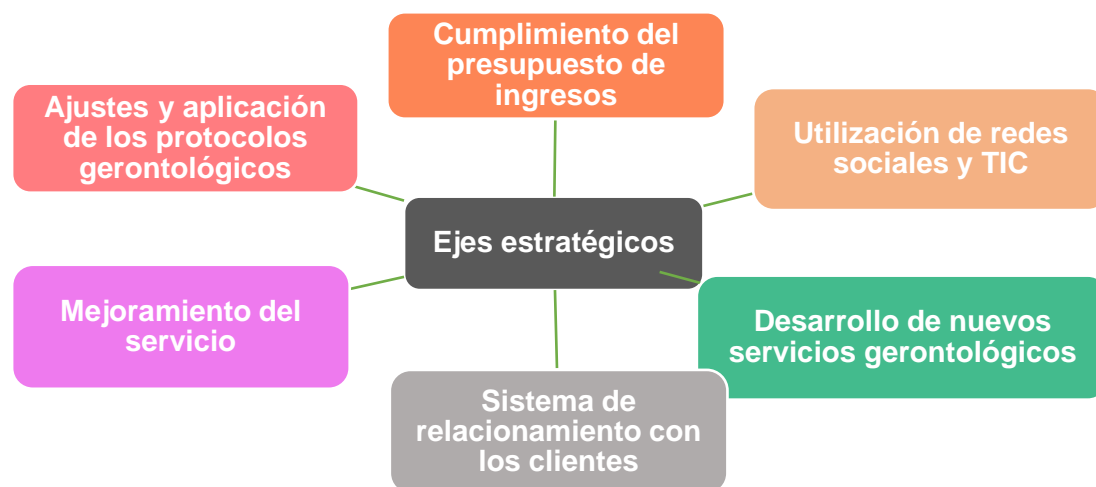 Cumplimiento del
presupuesto de
ingresos
Ajustes y aplicación
de los protocolos
gerontológicos
Utilización de redes
sociales y TIC
Ejes estratégicos
Mejoramiento del
servicio
Desarrollo de nuevos
servicios gerontológicos
Sistema de
relacionamiento con
los clientes